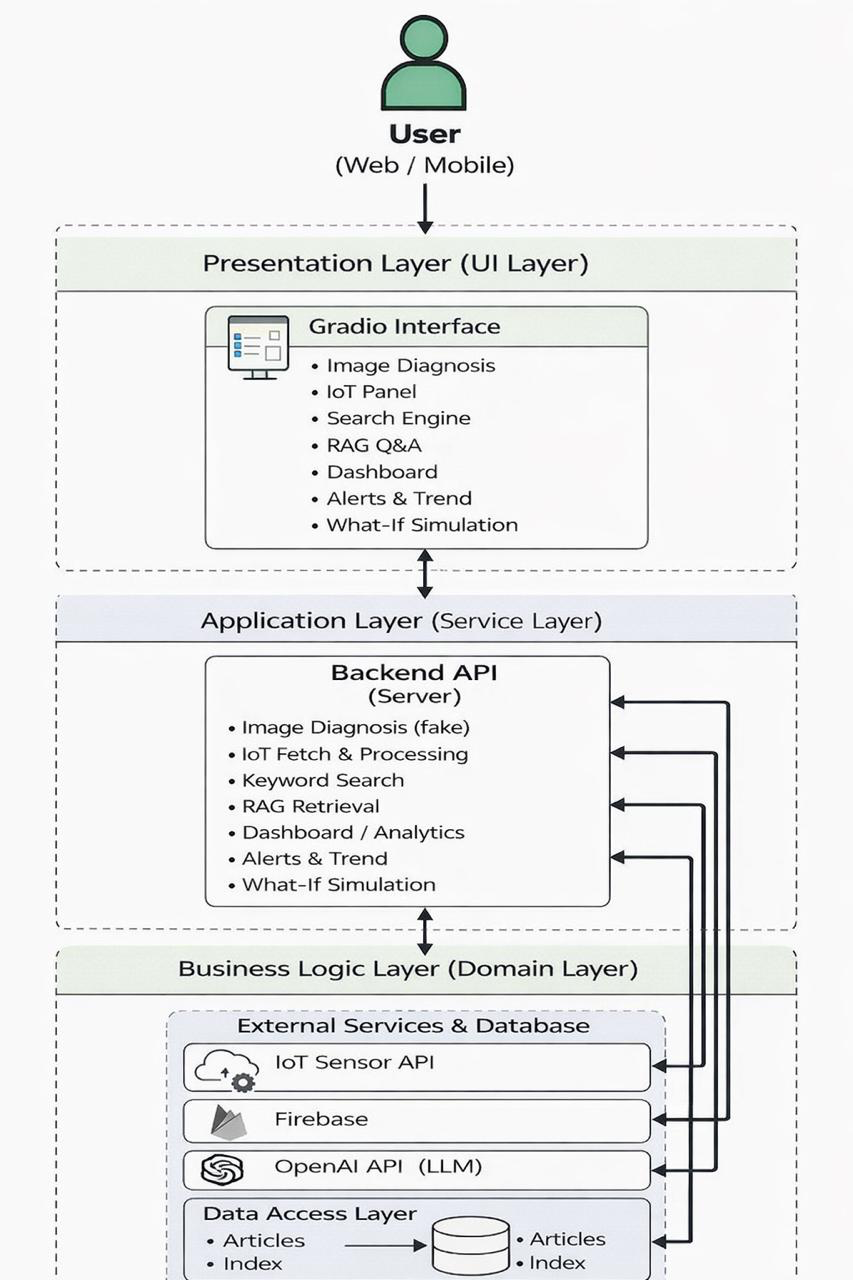 User
(Web / Mobile)
Presentation Layer (UI Layer)
Gradio Interface
• Image Diagnosis
• IoT Panel
• Search Engine
• RAG Q&A
• Dashboard
• Alerts & Trend
• What-If Simulation
Application Layer (Service Layer)
Backend API
(Server)
• Image Diagnosis (fake)
• IoT Fetch & Processing
• Keyword Search
• RAG Retrieval
• Dashboard / Analytics
• Alerts & Trend
• What-If Simulation
Business Logic Layer (Domain Layer)
External Services & Database
IoT Sensor API
Firebase
OpenAI API (LLM)
Data Access Layer
• Articles
• Index
• Articles
• Index